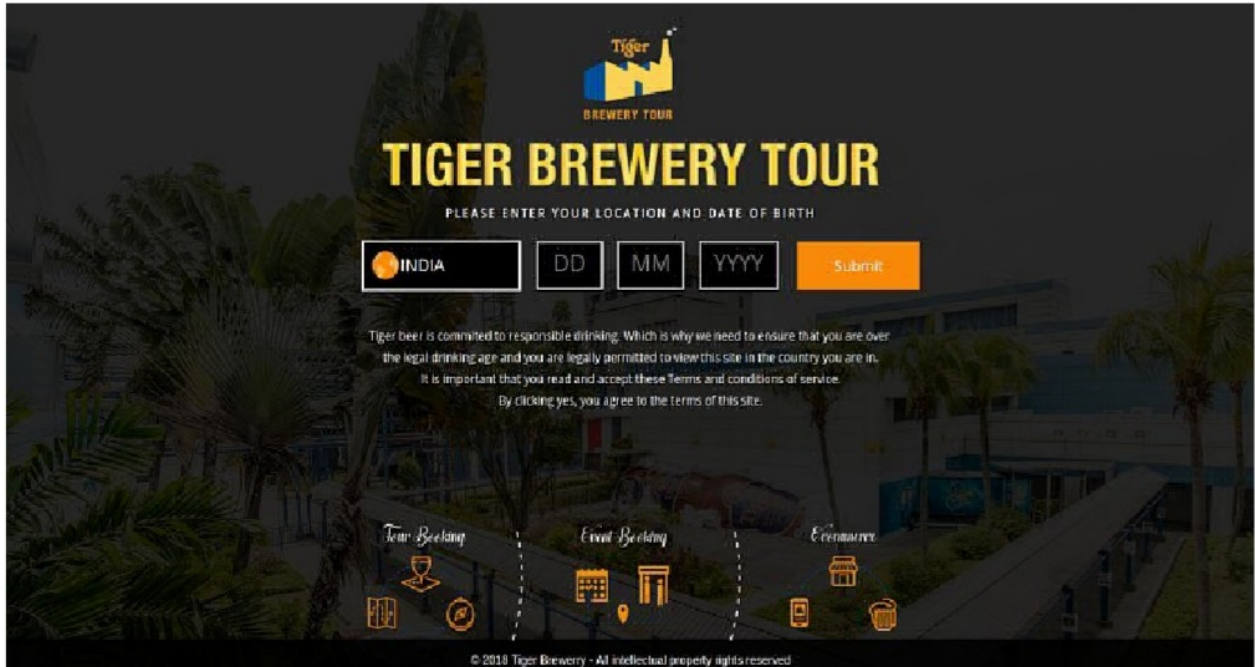 Tiger
BREWERY TOUR
TIGER BREWERY TOUR
PLEASE ENTER YOUR LOCATION AND DATE OF BIRTH
INDIA DD MM YYYY Submit
Tiger beer is commited to responsible drinking. Which is why we need to ensure that you are over
the legal drinking age and you are legally permitted to view this site in the country you are in.
It is important that you read and accept these Terms and conditions of service.
By clicking yes, you agree to the terms of this site.
Tour Booking Event Booking Ecommerce
© 2018 Tiger Brewerry - All intellectual property rights reserved